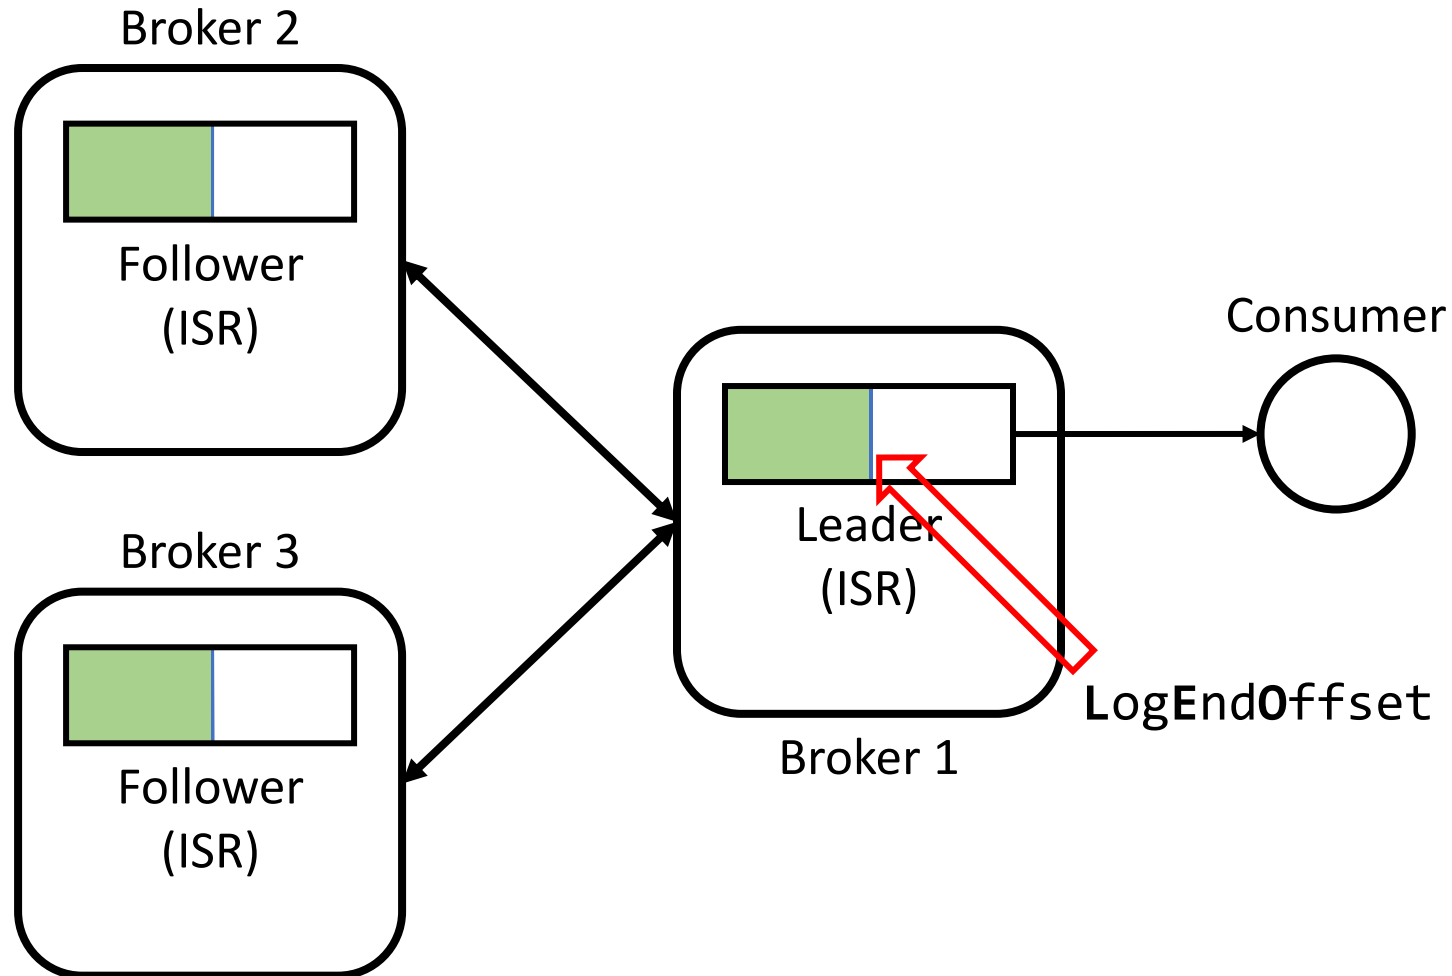 Broker 2
Follower
(ISR)
Consumer
Leader
(ISR)
Broker 3
Follower
(ISR)
LogEndOffset
Broker 1